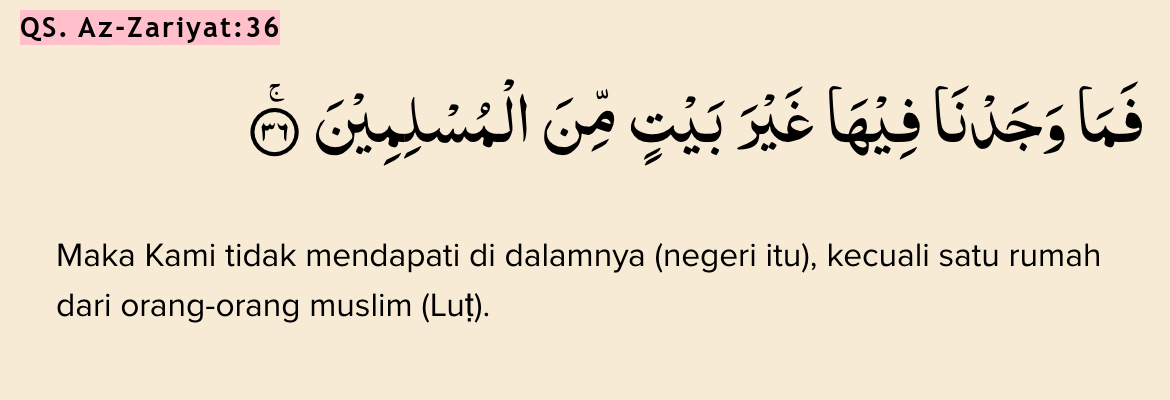 QS. Az-Zariyat:36
فَمَا وَجَدْنَا فِيْهَا غَيْرَ بَيْتٍ مِّنَ الْمُسْلِمِيْنَ ۚ ٣٦
Maka Kami tidak mendapati di dalamnya (negeri itu), kecuali satu rumah
dari orang-orang muslim (Luṭ).